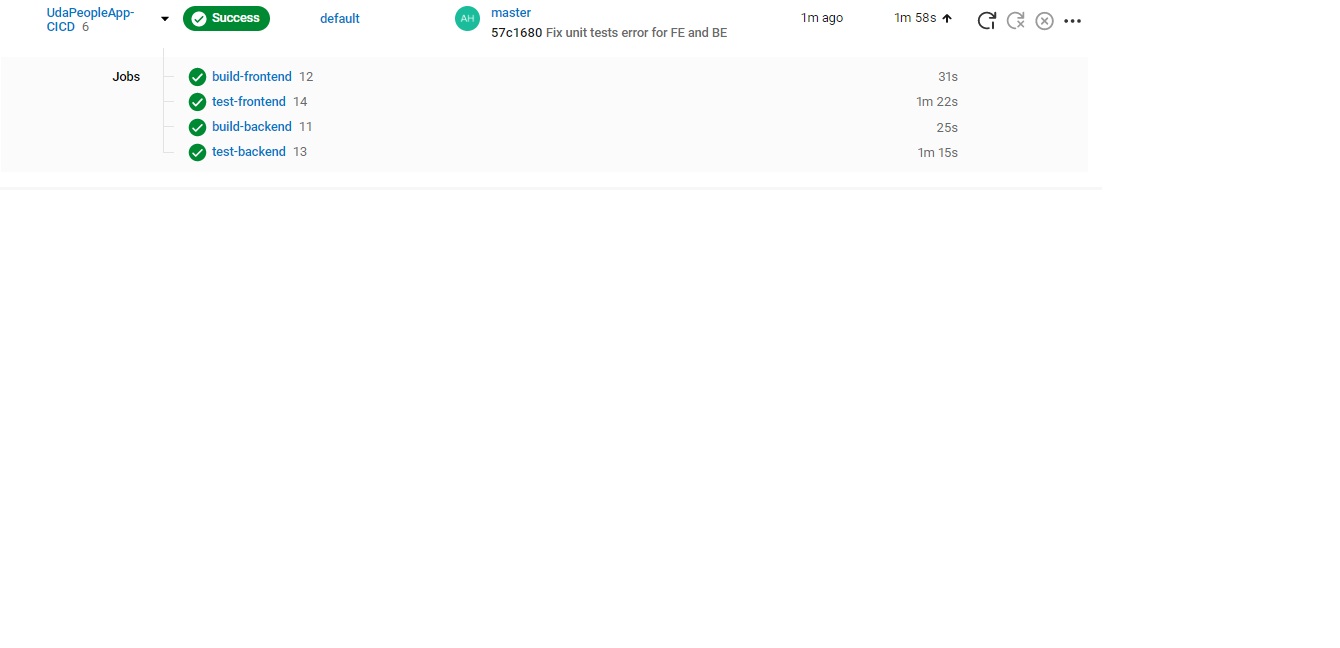 UdaPeopleApp-
CICD 6
Success
default
AH
master
57c1680 Fix unit tests error for FE and BE
1m ago
1m 58s
Jobs
build-frontend 12
31s
test-frontend 14
1m 22s
build-backend 11
25s
test-backend 13
1m 15s